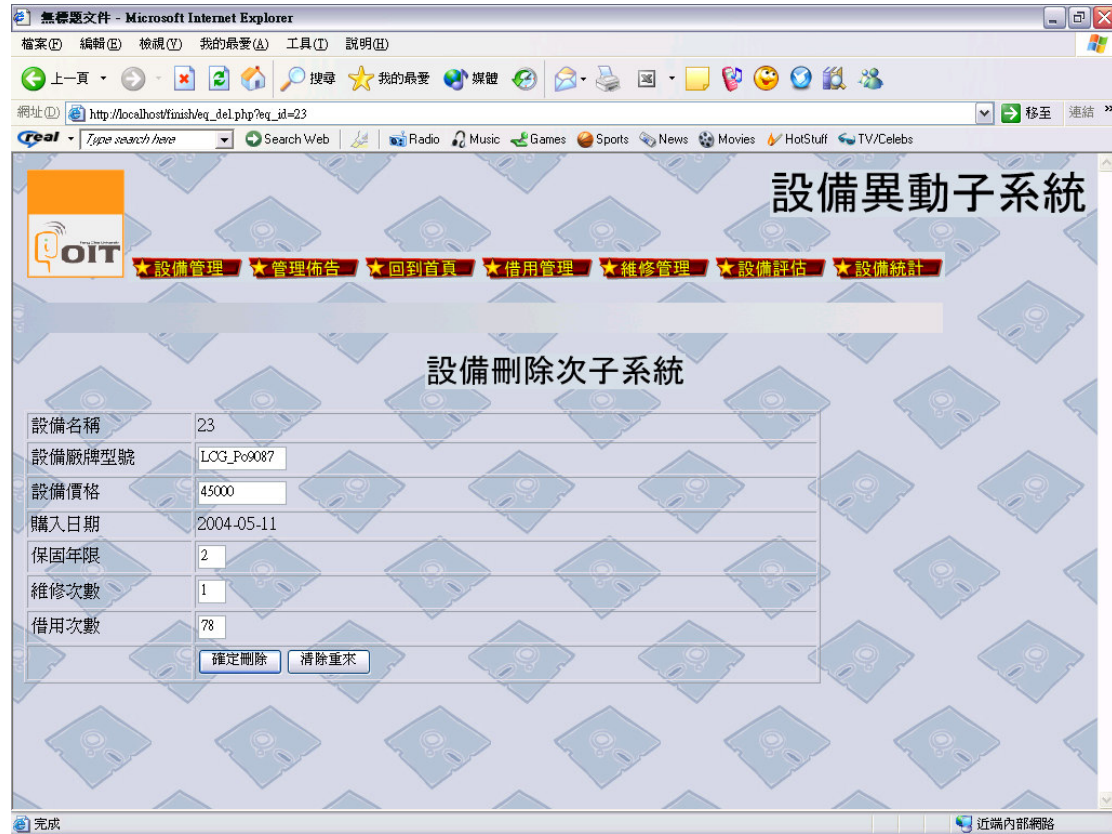 無標題文件 - Microsoft Internet Explorer
檔案(F) 編輯(E) 檢視(V) 我的最愛(A) 工具(T) 說明(H)
上一頁 搜尋 我的最愛 媒體
網址(D) http://localhost/finish/eq_del.php?eq_id=23 移至 連結 »
real Type search here Search Web Radio Music Games Sports News Movies HotStuff TV/Celebs
設備異動子系統
OIT
設備管理 管理佈告 回到首頁 借用管理 維修管理 設備評估 設備統計
設備刪除次子系統
設備名稱 23
設備廠牌型號 LCG_Po9087
設備價格 45000
購入日期 2004-05-11
保固年限 2
維修次數 1
借用次數 78
確定刪除 清除重來
完成 近端內部網路